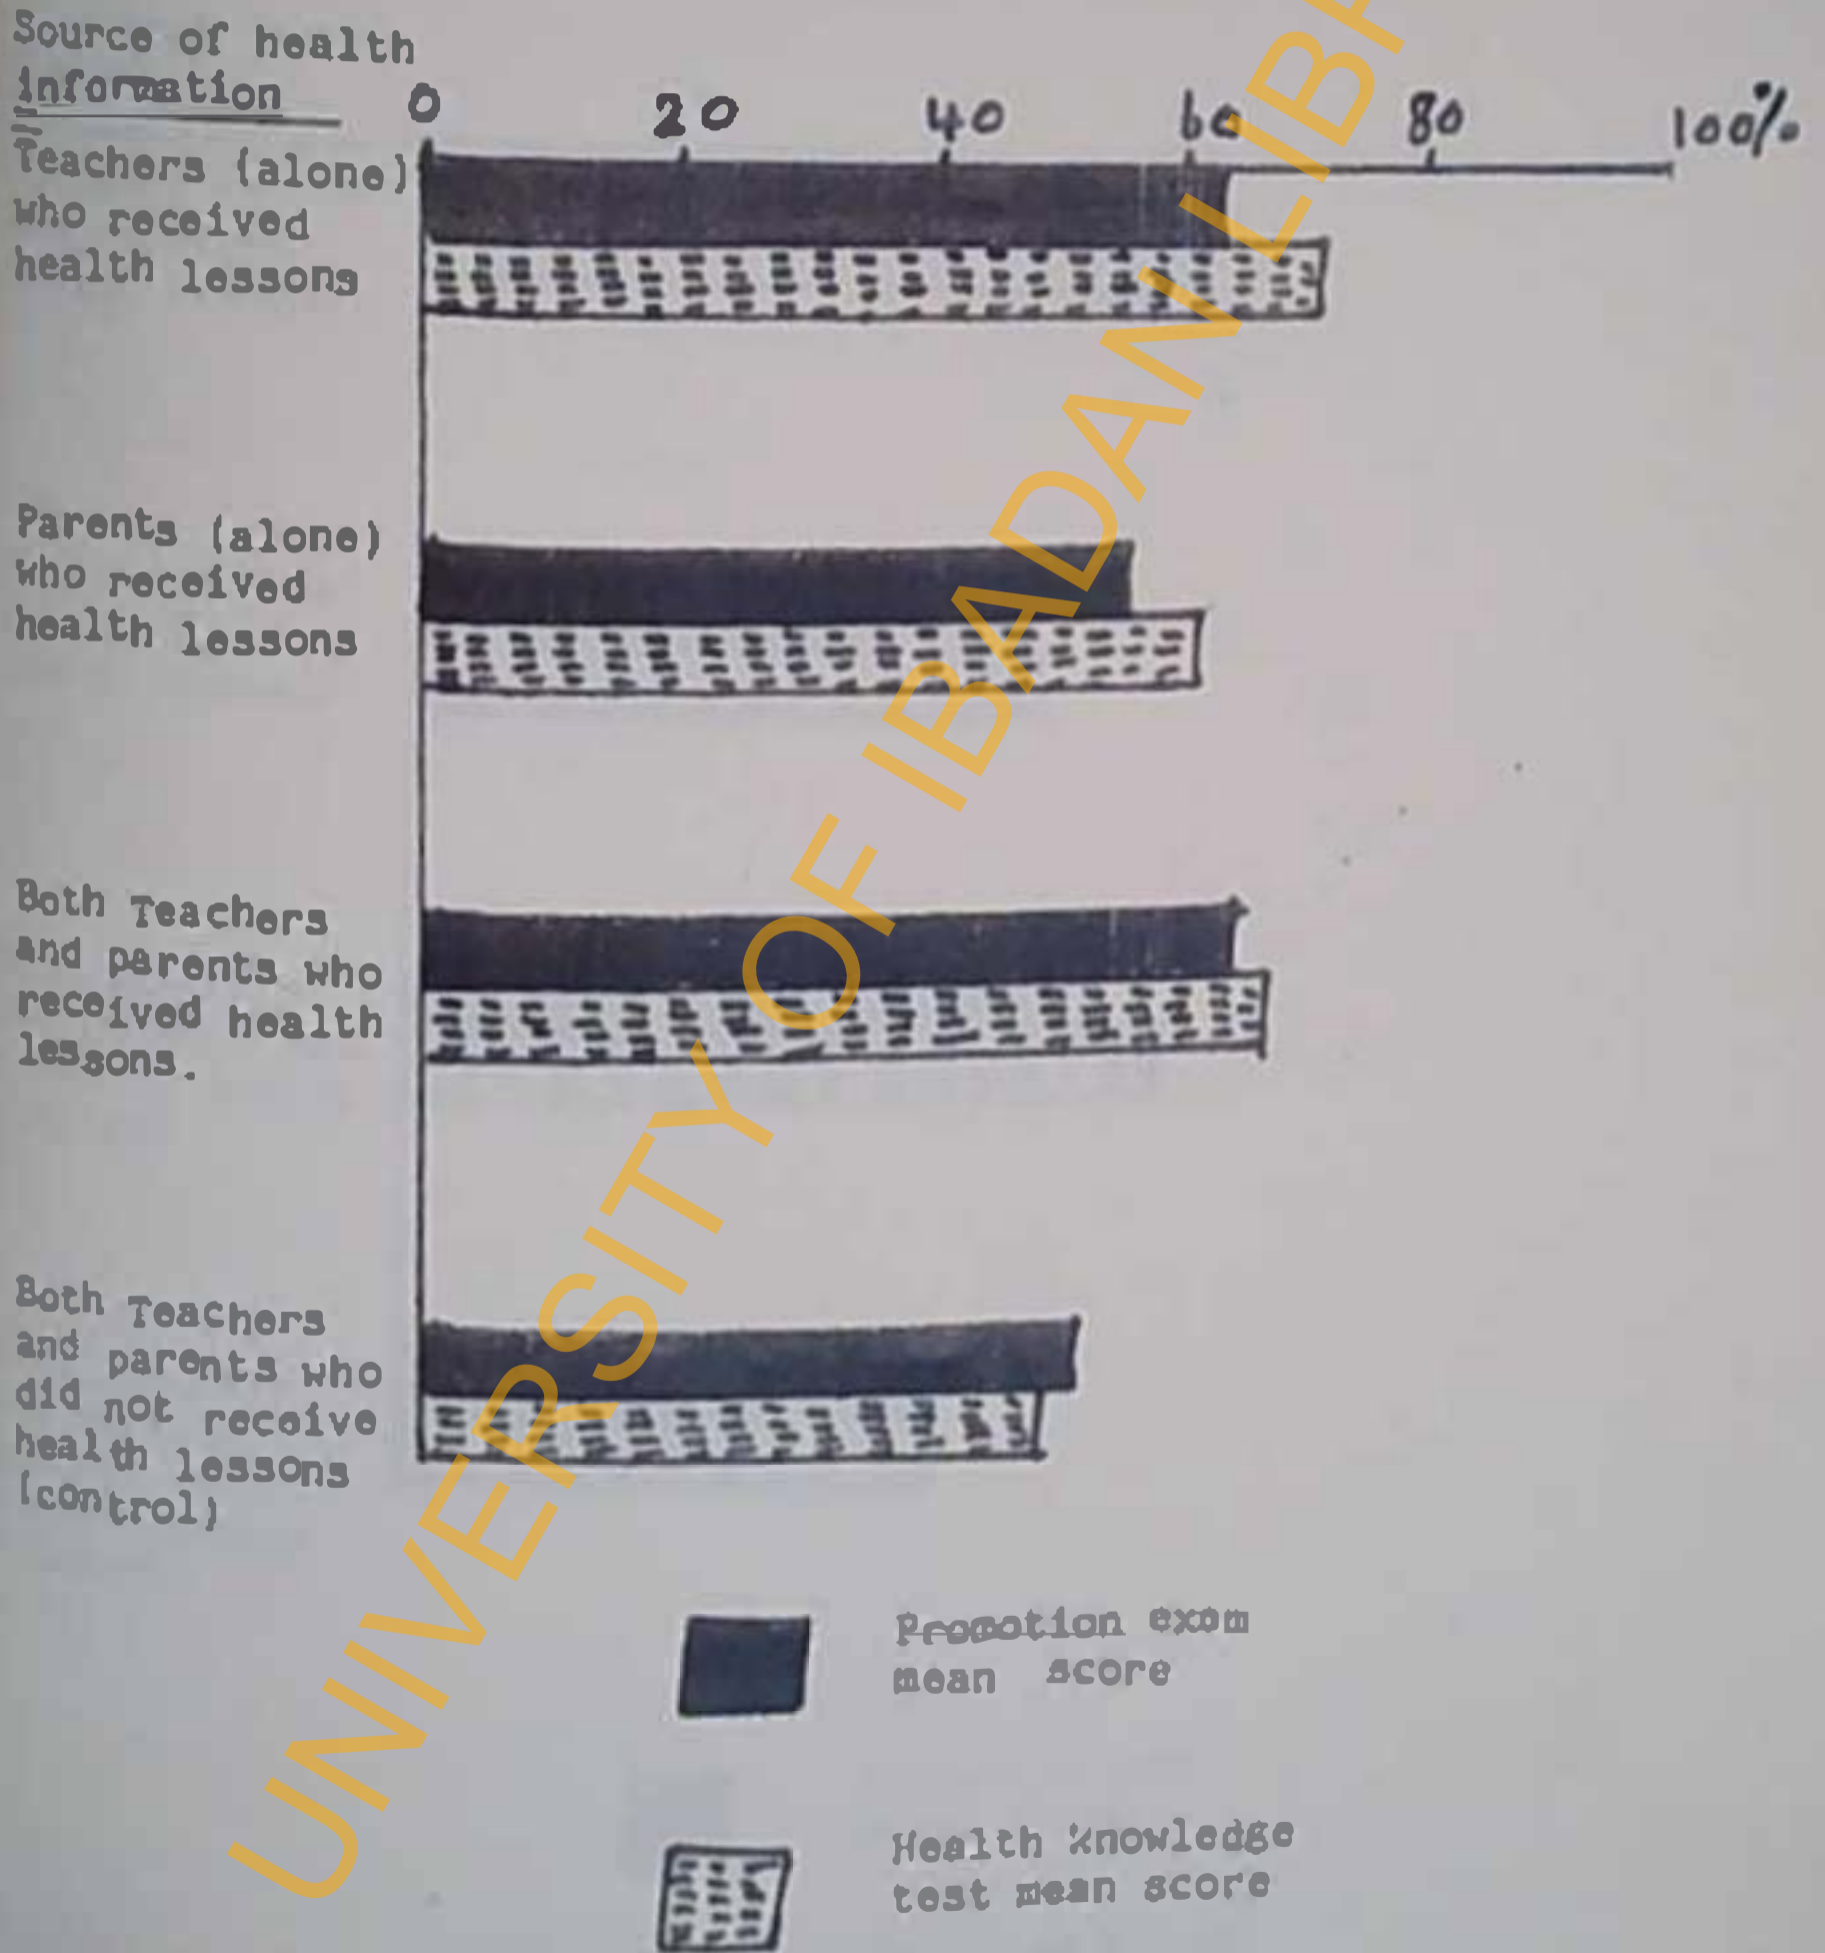 Source of health
information
0 20 40 60 80 100%
Teachers (alone)
who received
health lessons
Parents (alone)
who received
health lessons
Both Teachers
and parents who
received health
lessons.
Both Teachers
and parents who
did not receive
health lessons
(control)
Promotion exam
mean score
Health knowledge
test mean score
UNIVERSITY OF IBADAN